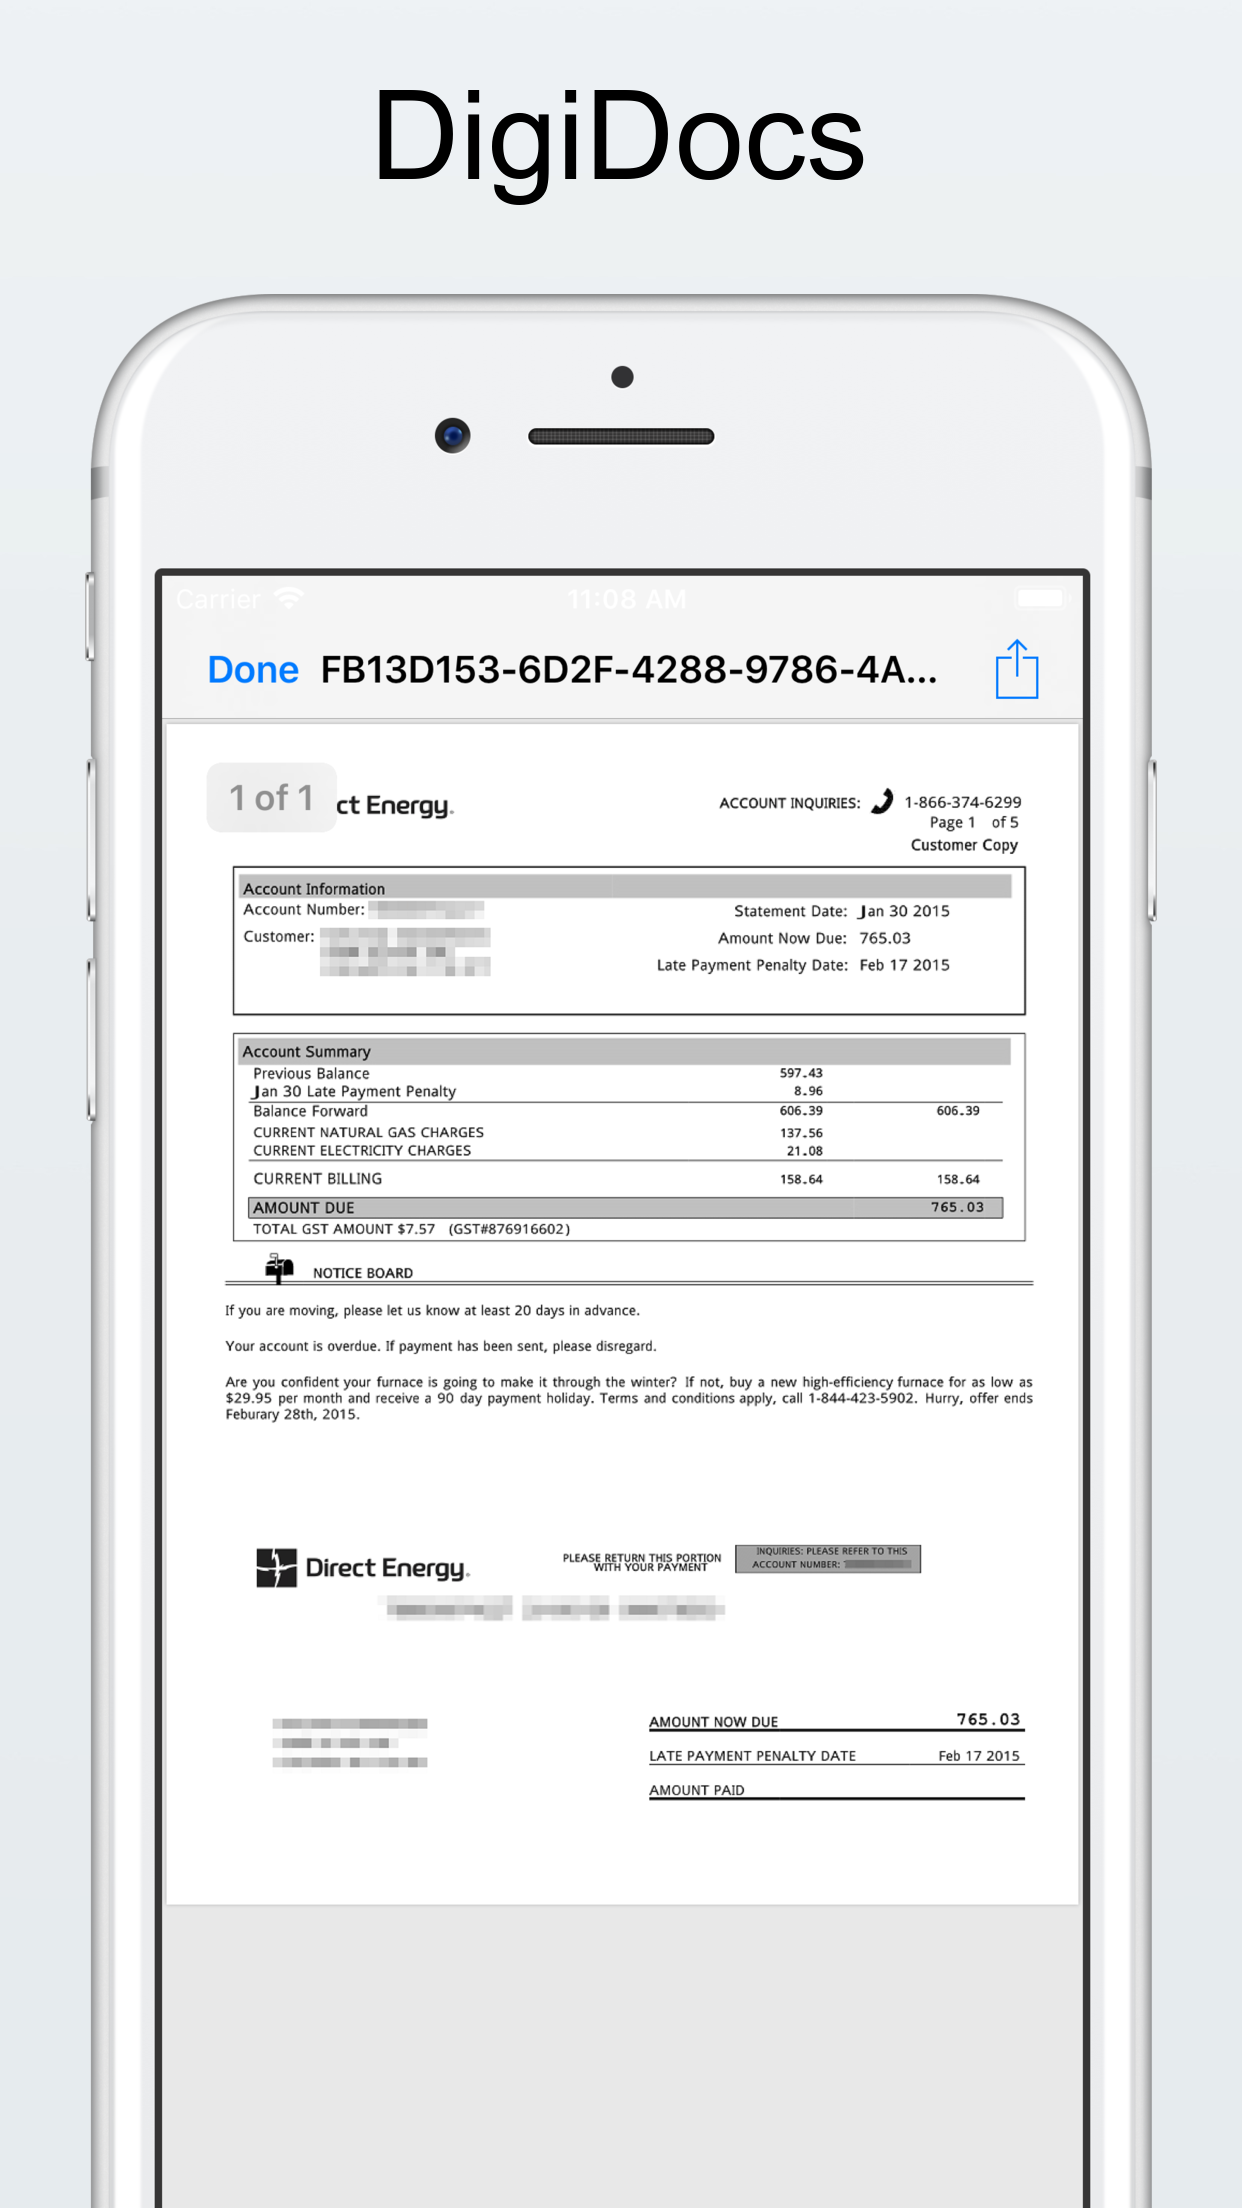 DigiDocs
Carrier 11:08 AM
Done FB13D153-6D2F-4288-9786-4A...
1 of 1 ct Energy.
ACCOUNT INQUIRIES: 1-866-374-6299
Page 1 of 5
Customer Copy
Account Information
Account Number:
Statement Date: Jan 30 2015
Customer:
Amount Now Due: 765.03
Late Payment Penalty Date: Feb 17 2015
Account Summary
Previous Balance 597.43
Jan 30 Late Payment Penalty 8.96
Balance Forward 606.39 606.39
CURRENT NATURAL GAS CHARGES 137.56
CURRENT ELECTRICITY CHARGES 21.08
CURRENT BILLING 158.64 158.64
AMOUNT DUE 765.03
TOTAL GST AMOUNT $7.57 (GST#876916602)
NOTICE BOARD
If you are moving, please let us know at least 20 days in advance.
Your account is overdue. If payment has been sent, please disregard.
Are you confident your furnace is going to make it through the winter? If not, buy a new high-efficiency furnace for as low as
$29.95 per month and receive a 90 day payment holiday. Terms and conditions apply, call 1-844-423-5902. Hurry, offer ends
Feburary 28th, 2015.
Direct Energy.
PLEASE RETURN THIS PORTION
WITH YOUR PAYMENT
INQUIRIES: PLEASE REFER TO THIS
ACCOUNT NUMBER:
AMOUNT NOW DUE 765.03
LATE PAYMENT PENALTY DATE Feb 17 2015
AMOUNT PAID